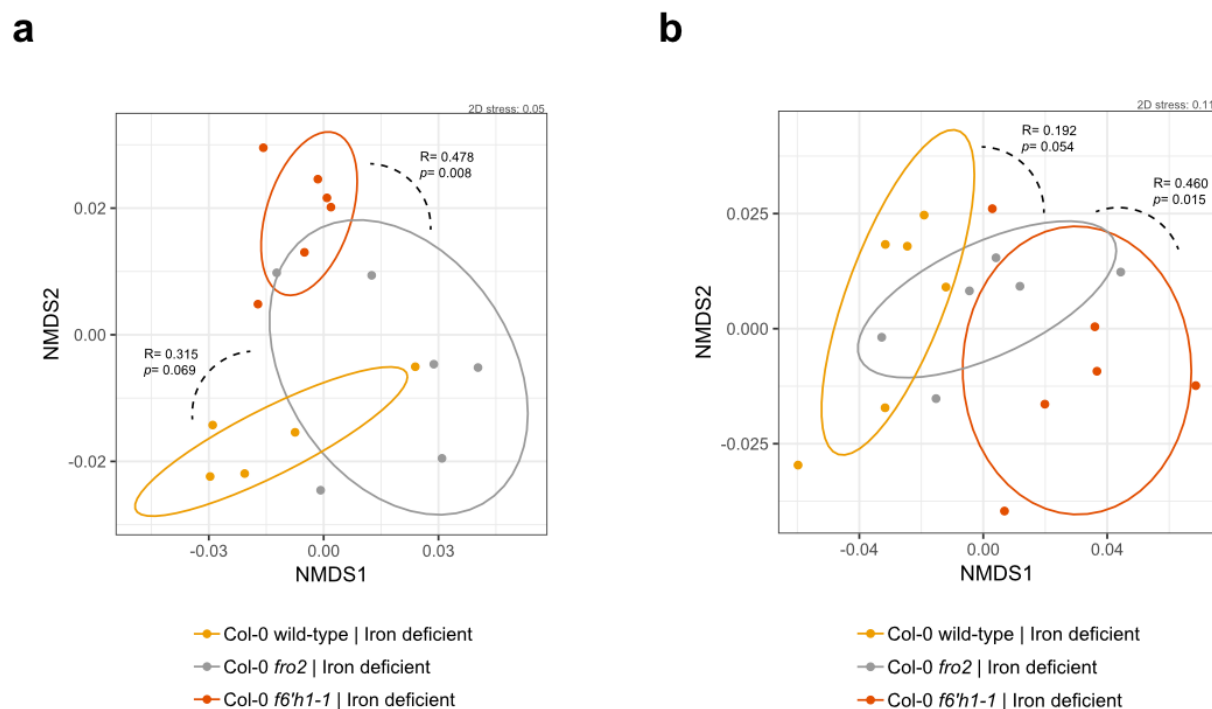 a
2D stress: 0.05
R= 0.478
p= 0.008
0.02
NMDS2
0.00
R= 0.315
p= 0.069
-0.02
-0.03
0.00
0.03
NMDS1
Col-0 wild-type | Iron deficient
Col-0 fro2 | Iron deficient
Col-0 f6'h1-1 | Iron deficient
b
2D stress: 0.11
R= 0.192
p= 0.054
R= 0.460
p= 0.015
0.025
NMDS2
0.000
-0.025
-0.04
0.00
0.04
NMDS1
Col-0 wild-type | Iron deficient
Col-0 fro2 | Iron deficient
Col-0 f6'h1-1 | Iron deficient